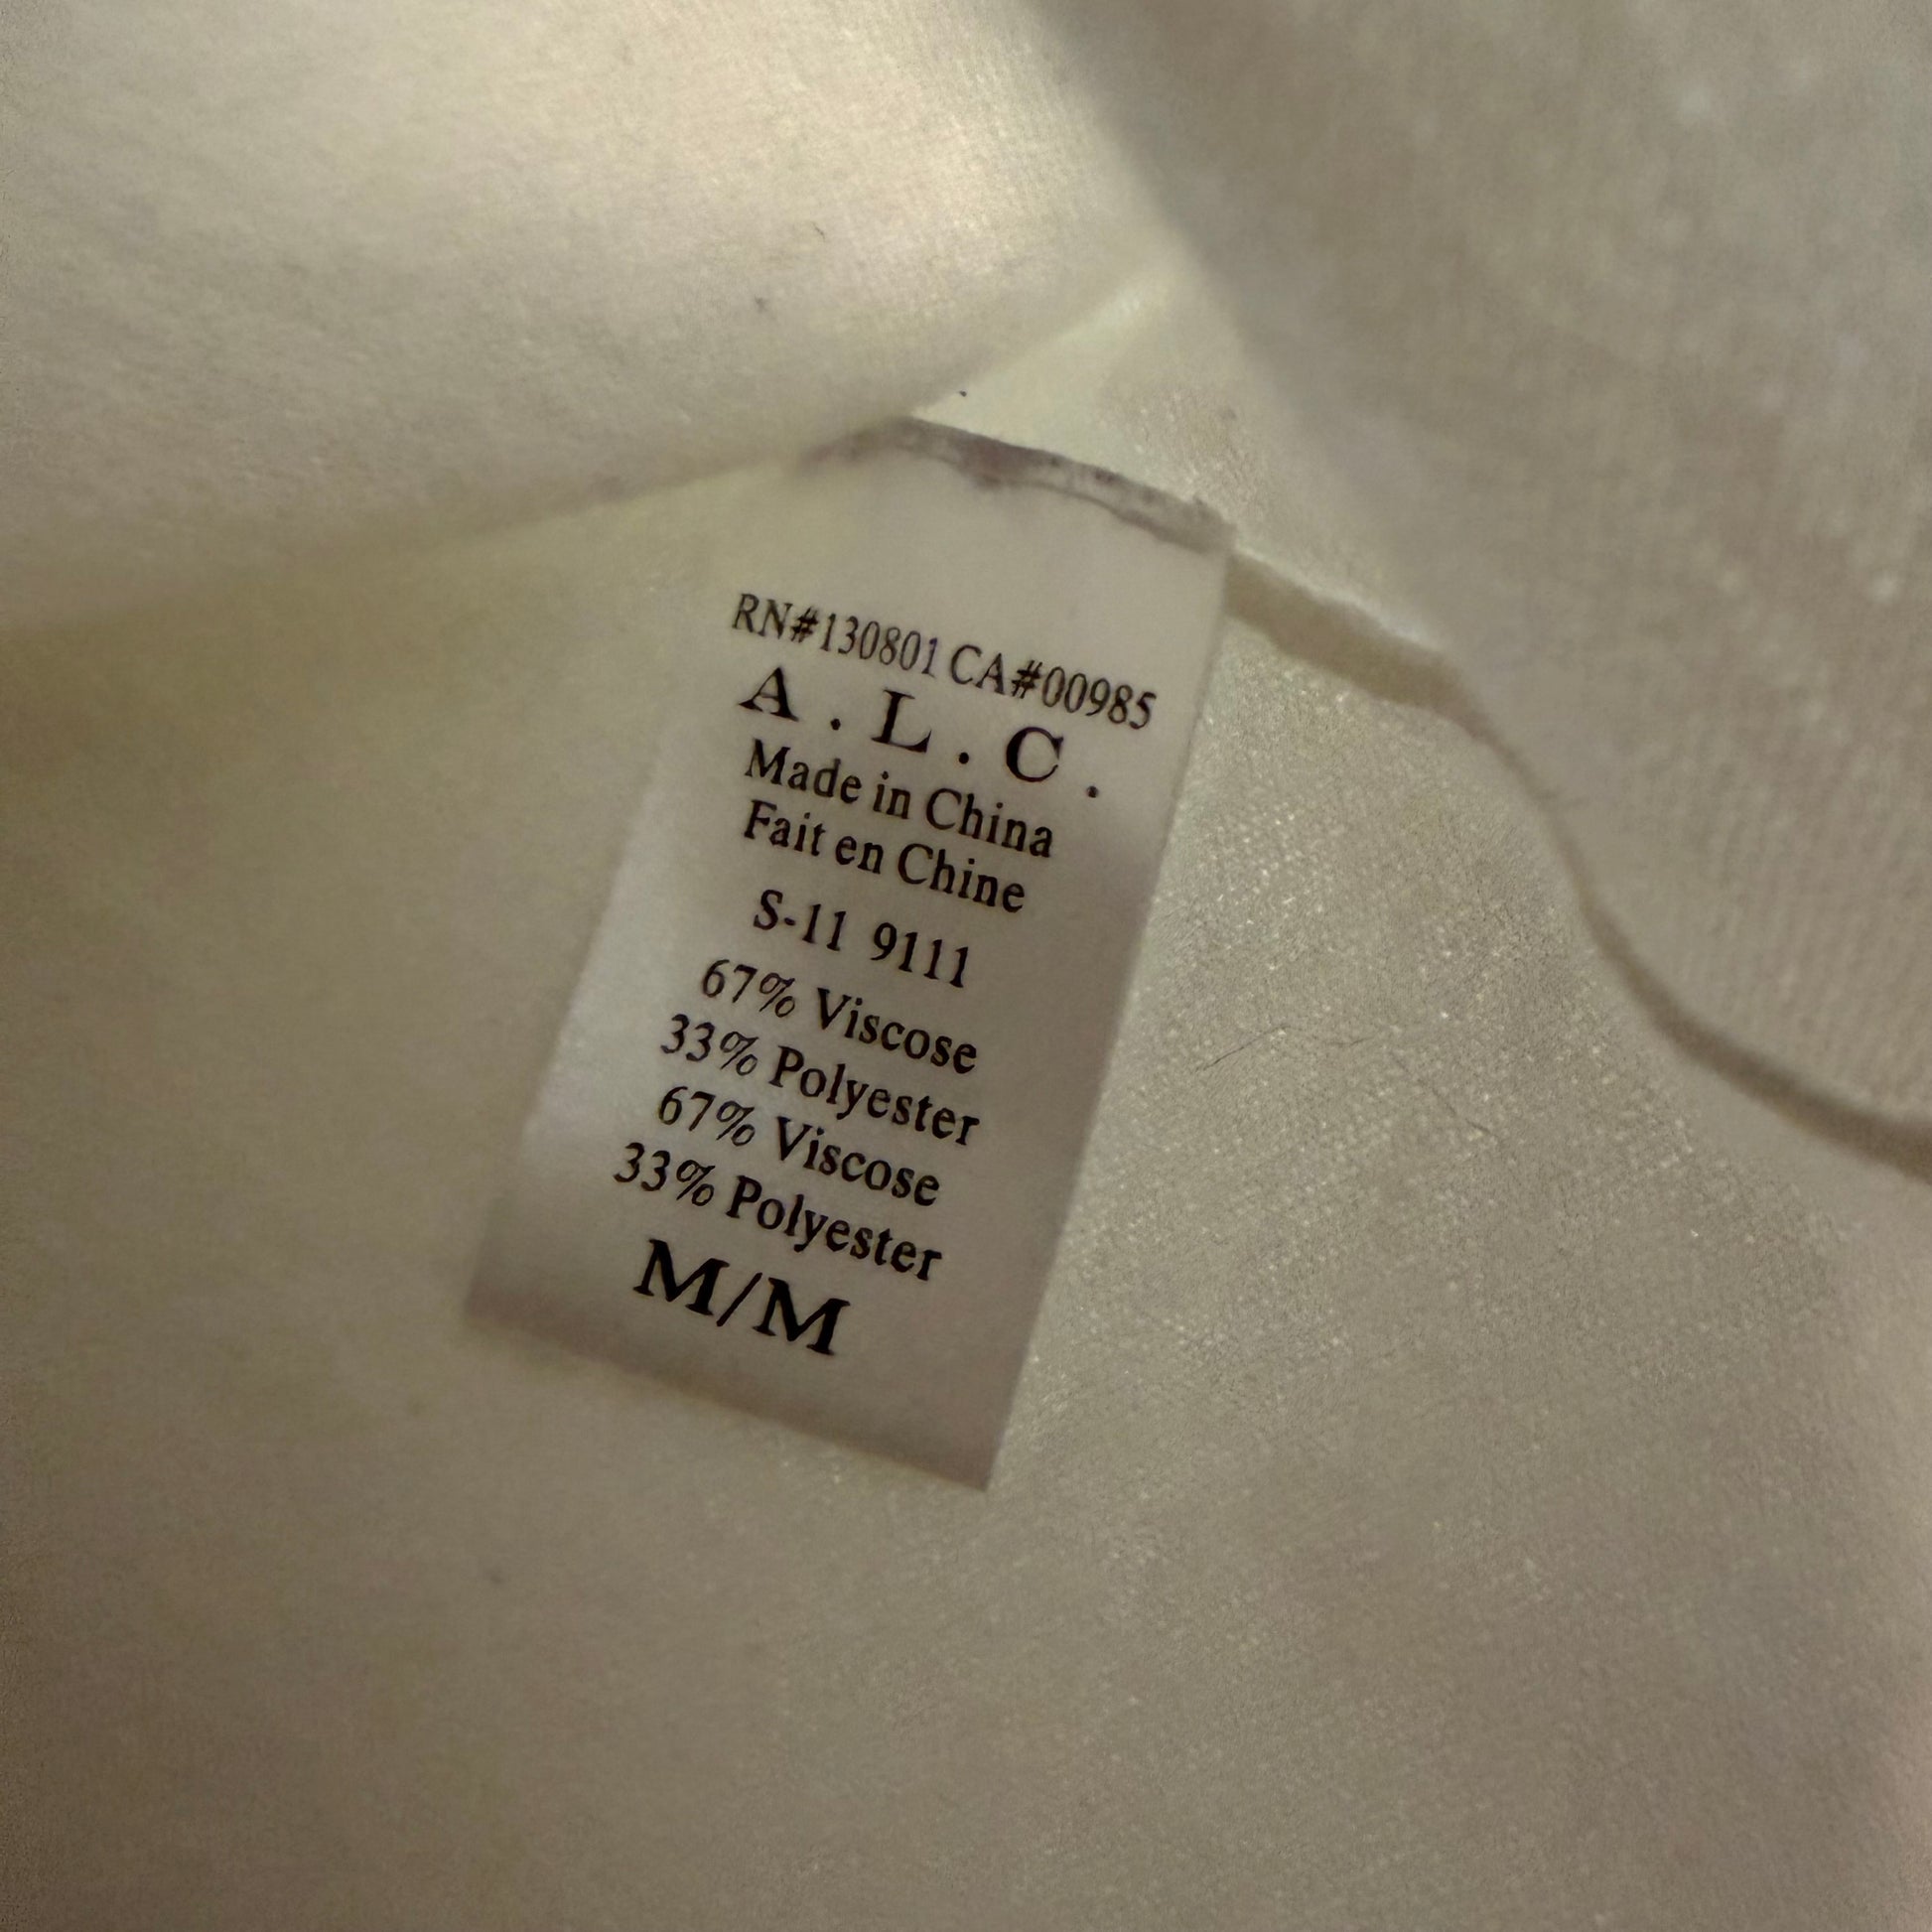 RN#130801 CA#00985
A . L . C .
Made in China
Fait en Chine
S-11 9111
67% Viscose
33% Polyester
67% Viscose
33% Polyester
M/M